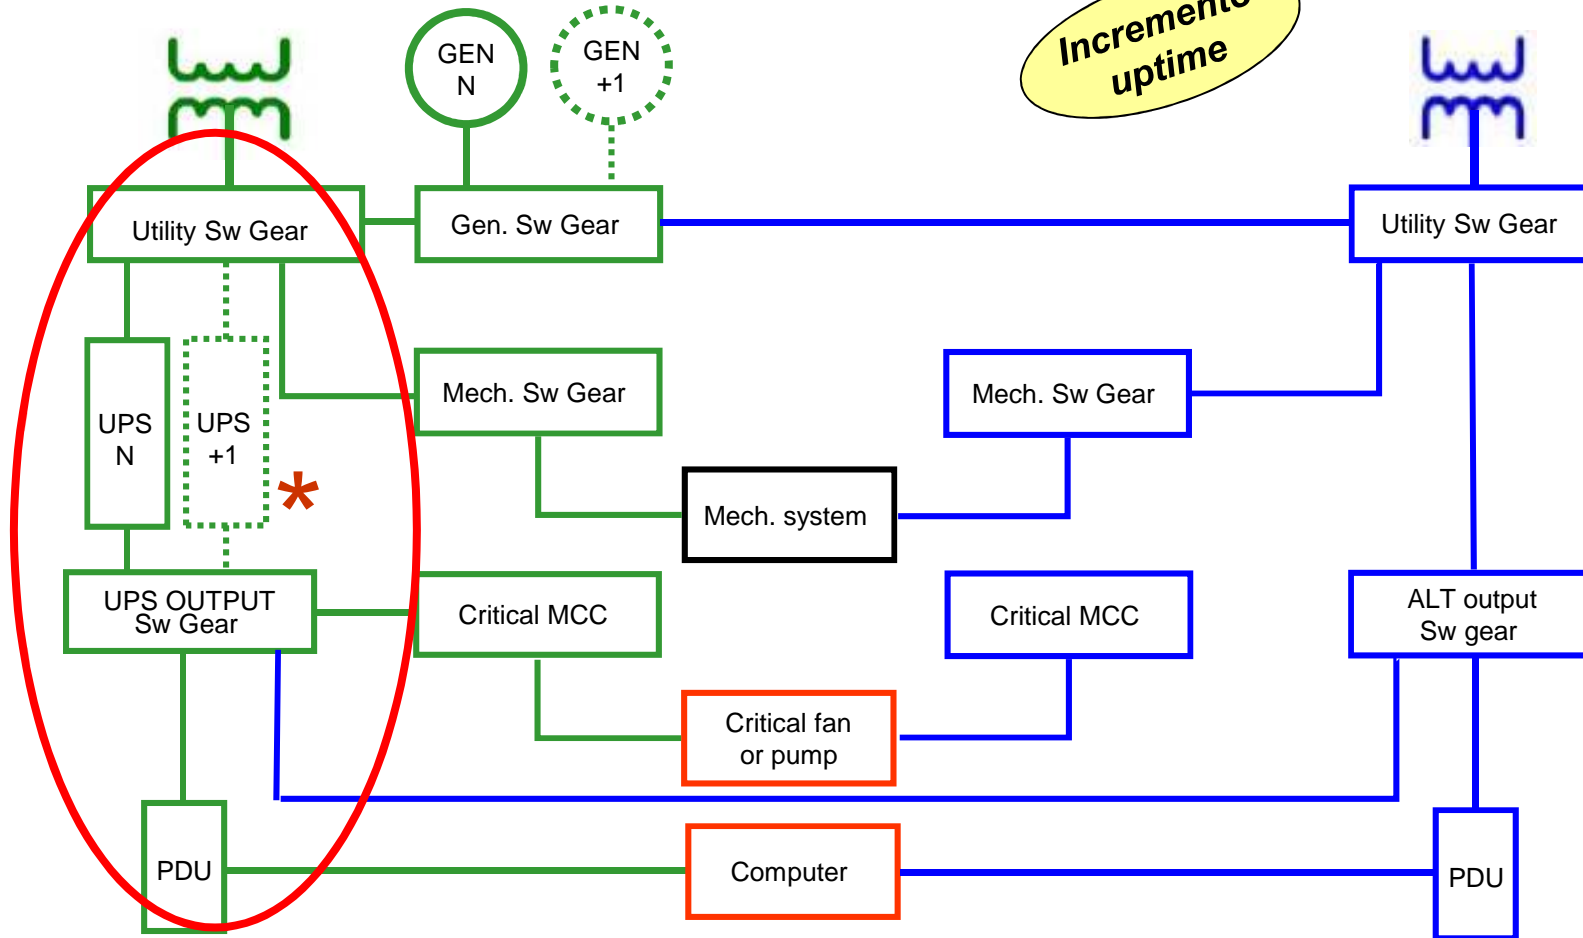 GEN
N
GEN
+1
Incremento
uptime
Utility Sw Gear
Gen. Sw Gear
Utility Sw Gear
UPS
N
UPS
+1
*
Mech. Sw Gear
Mech. Sw Gear
Mech. system
UPS OUTPUT
Sw Gear
Critical MCC
Critical MCC
ALT output
Sw gear
Critical fan
or pump
PDU
Computer
PDU